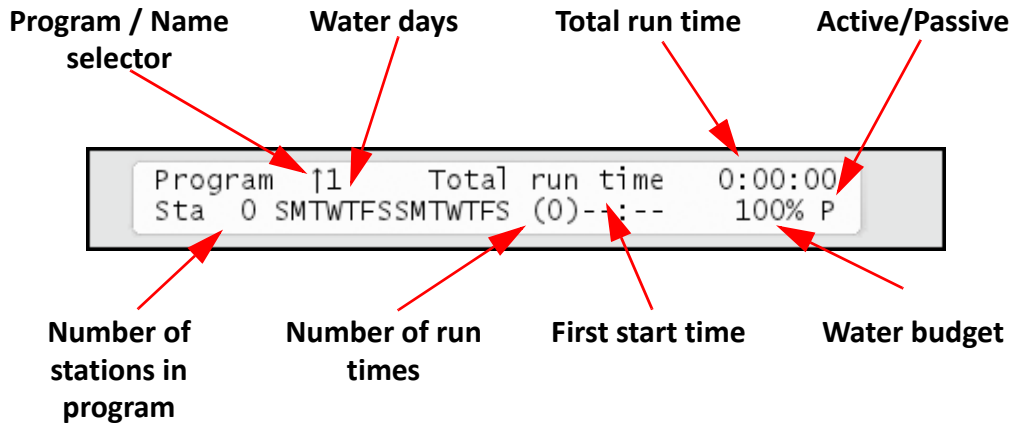 Program / Name selector
Water days
Total run time
Active/Passive
Program ↑1 Total run time 0:00:00
Sta 0 SMTWTFSSMTWTFS (0)--:-- 100% P
Number of stations in program
Number of run times
First start time
Water budget